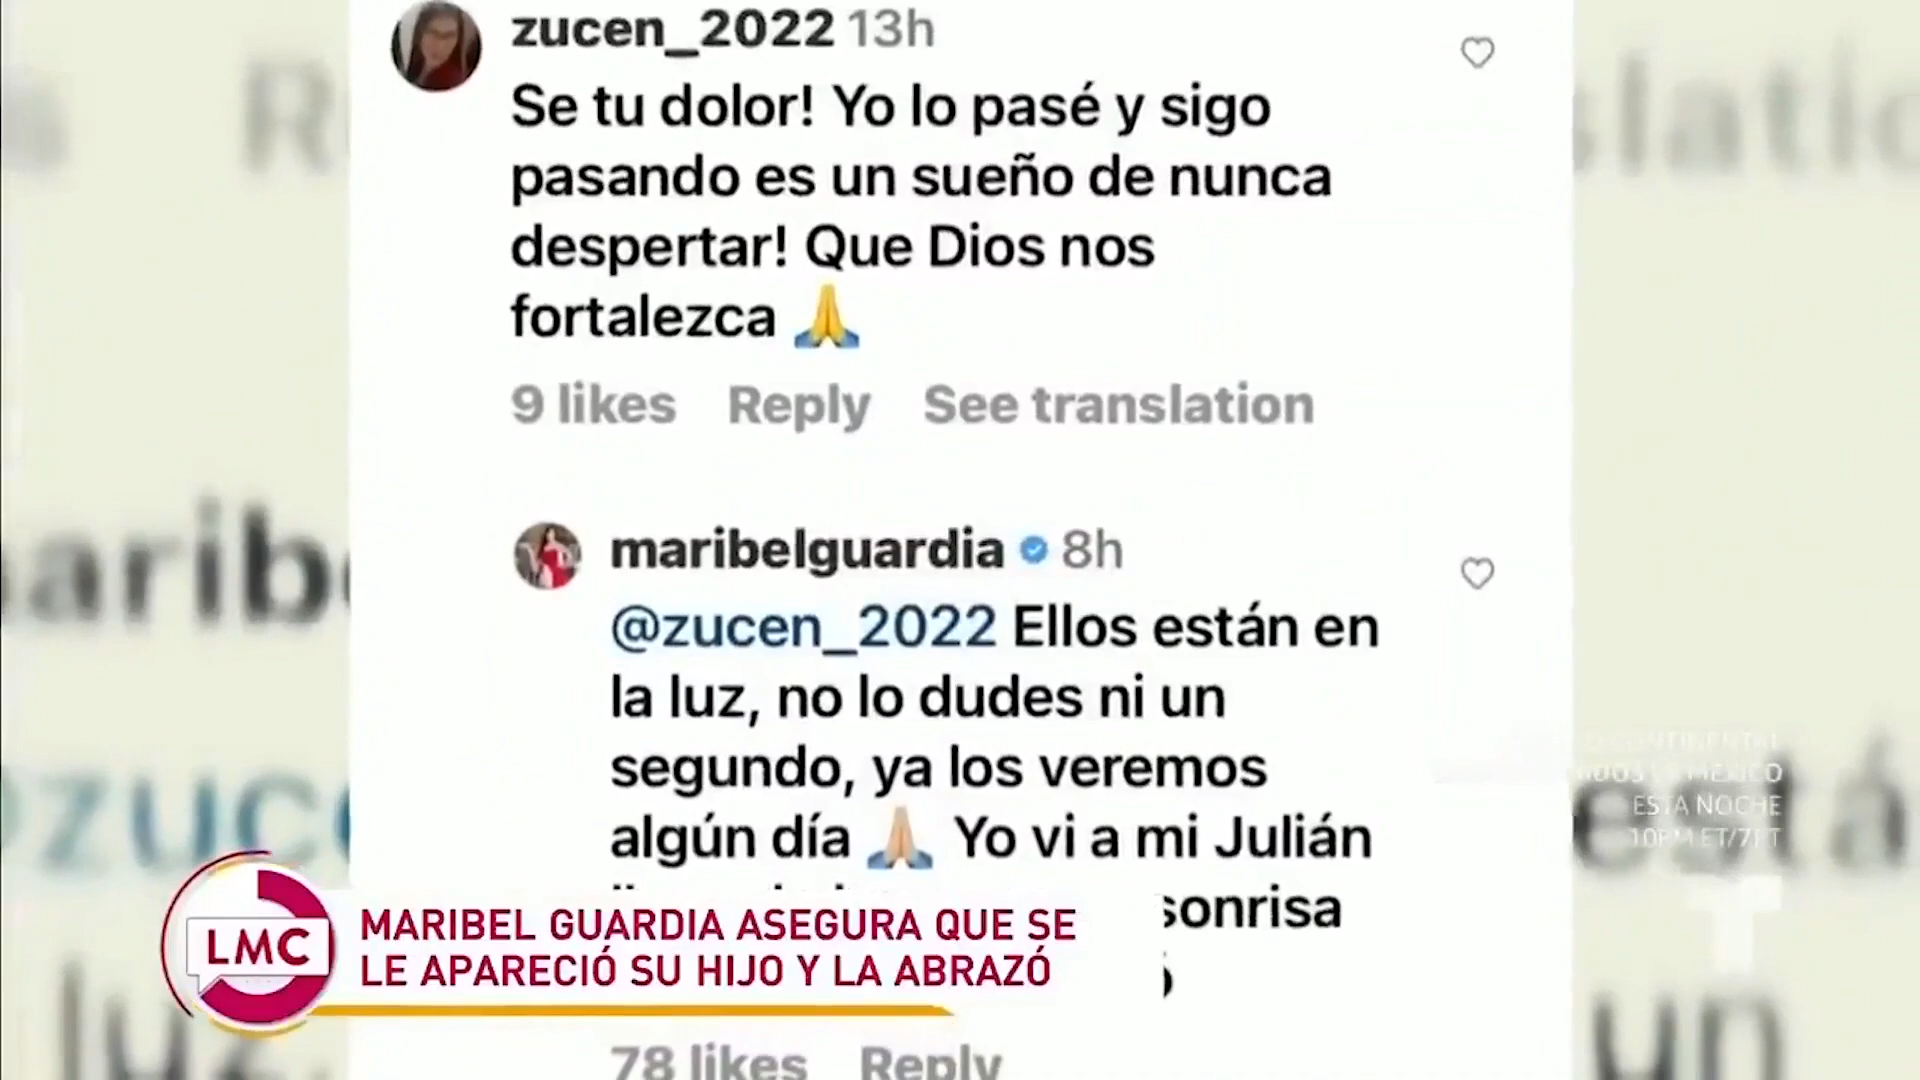 zucen_2022 13h
Se tu dolor! Yo lo pasé y sigo
pasando es un sueño de nunca
despertar! Que Dios nos
fortalezca 🙏
9 likes Reply See translation
maribelguardia 8h
@zucen_2022 Ellos están en
la luz, no lo dudes ni un
segundo, ya los veremos
algún día 🙏🏼 Yo vi a mi Julián
sonrisa
78 likes Reply
LMC
MARIBEL GUARDIA ASEGURA QUE SE
LE APARECIÓ SU HIJO Y LA ABRAZÓ
ESTA NOCHE
10PM ET/7PT